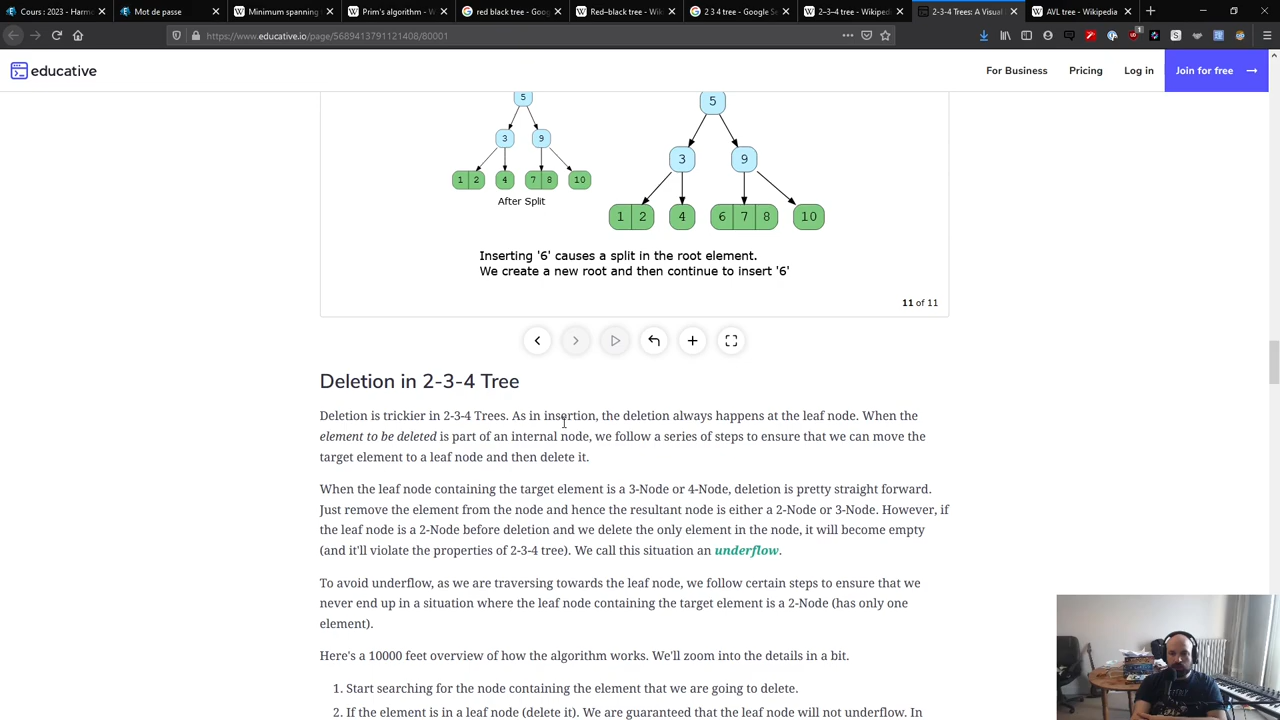 Cours : 2023 - Harmo
Mot de passe
Minimum spanning
Prim's algorithm - W
red black tree - Goo
Red–black tree - Wik
2 3 4 tree - Google Se
2–3–4 tree - Wikiped
2-3-4 Trees: A Visual
AVL tree - Wikipedia
https://www.educative.io/page/5689413791121408/80001
educative
For Business
Pricing
Log in
Join for free
5
3 9
1 2 4 7 8 10
After Split
5
3 9
1 2 4 6 7 8 10
Inserting '6' causes a split in the root element.
We create a new root and then continue to insert '6'
11 of 11
Deletion in 2-3-4 Tree
Deletion is trickier in 2-3-4 Trees. As in insertion, the deletion always happens at the leaf node. When the
element to be deleted is part of an internal node, we follow a series of steps to ensure that we can move the
target element to a leaf node and then delete it.
When the leaf node containing the target element is a 3-Node or 4-Node, deletion is pretty straight forward.
Just remove the element from the node and hence the resultant node is either a 2-Node or 3-Node. However, if
the leaf node is a 2-Node before deletion and we delete the only element in the node, it will become empty
(and it'll violate the properties of 2-3-4 tree). We call this situation an underflow.
To avoid underflow, as we are traversing towards the leaf node, we follow certain steps to ensure that we
never end up in a situation where the leaf node containing the target element is a 2-Node (has only one
element).
Here's a 10000 feet overview of how the algorithm works. We'll zoom into the details in a bit.
1. Start searching for the node containing the element that we are going to delete.
2. If the element is in a leaf node (delete it). We are guaranteed that the leaf node will not underflow. In